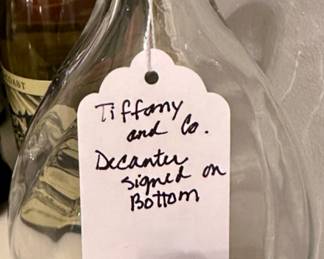 Tiffany
and Co.
Decanter
signed on
Bottom